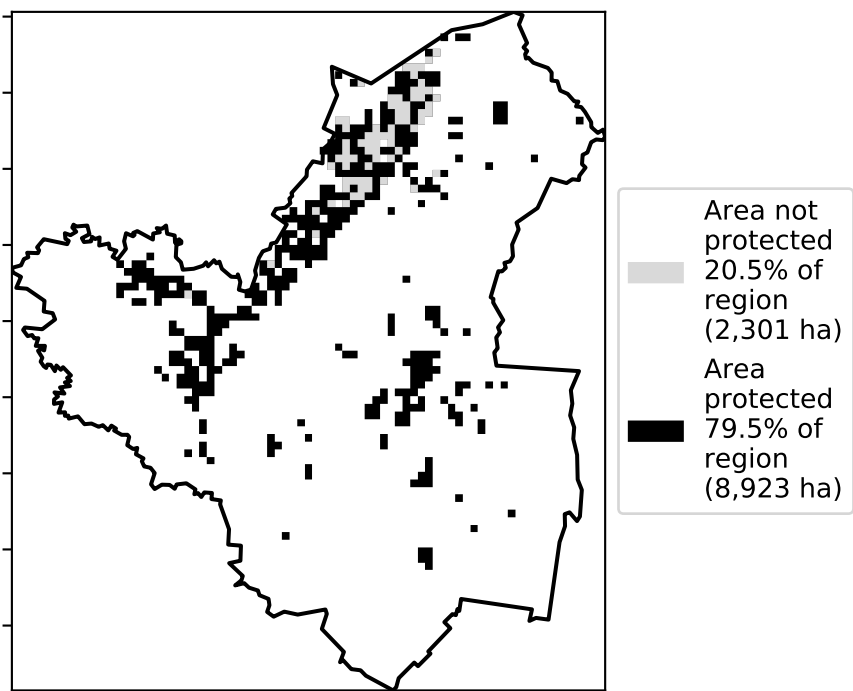 Area not
protected
20.5% of
region
(2,301 ha)
Area
protected
79.5% of
region
(8,923 ha)